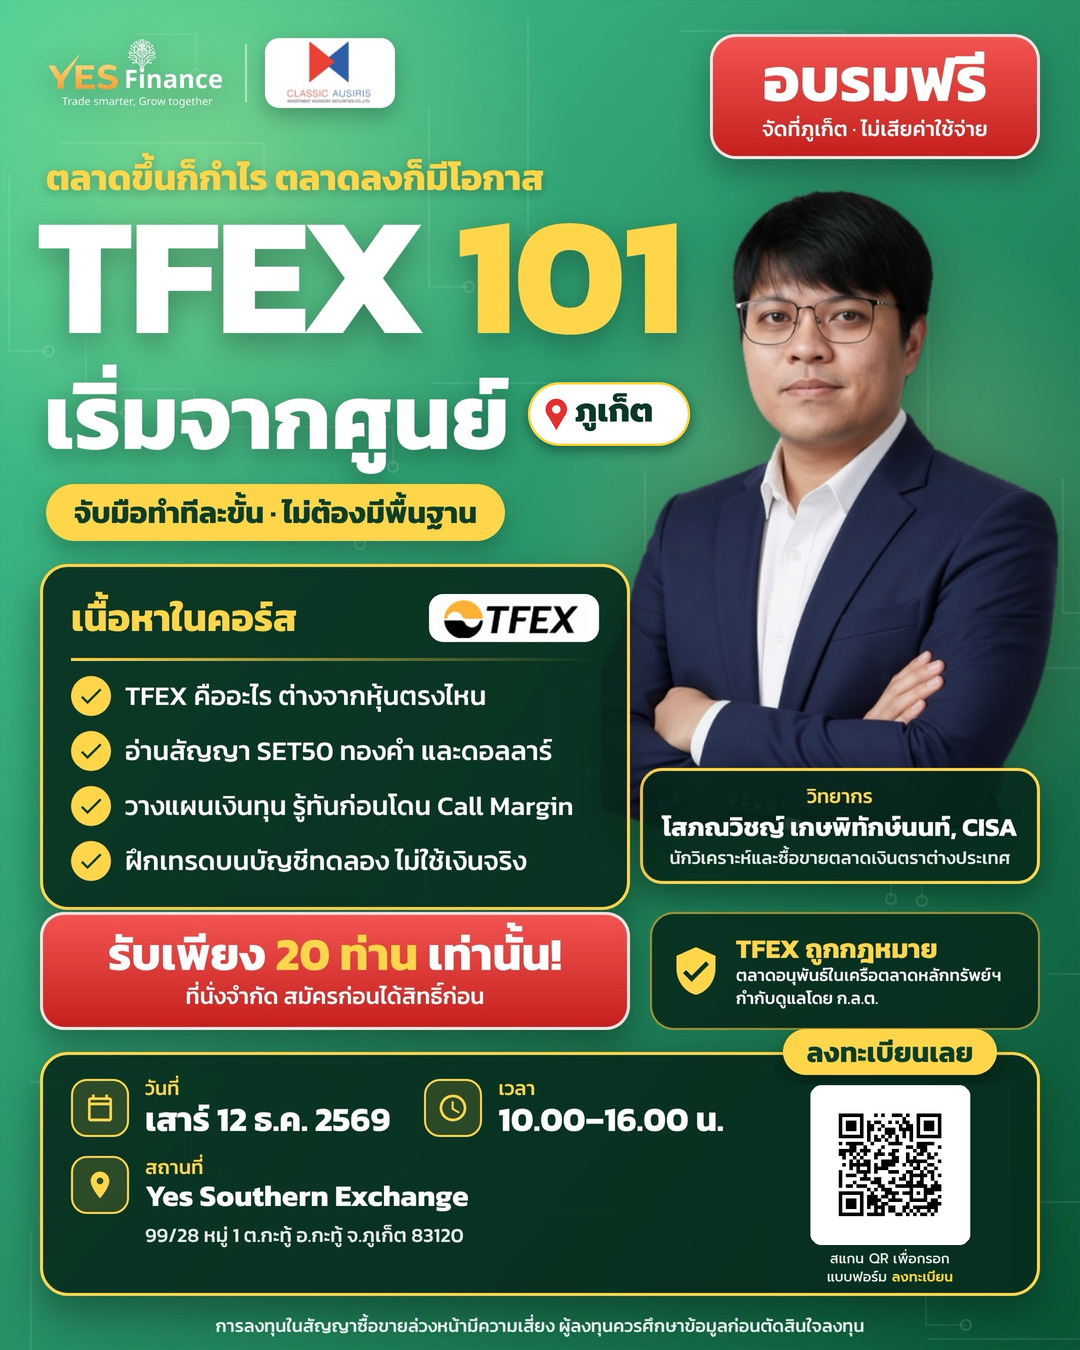 YES Finance
Trade smarter, Grow together
CLASSIC AUSIRIS
INVESTMENT ADVISORY SECURITIES CO.,LTD.
อบรมฟรี
จัดที่ภูเก็ต · ไม่เสียค่าใช้จ่าย
ตลาดขึ้นก็กำไร ตลาดลงก็มีโอกาส
TFEX 101
เริ่มจากศูนย์
ภูเก็ต
จับมือทำทีละขั้น · ไม่ต้องมีพื้นฐาน
เนื้อหาในคอร์ส
TFEX
TFEX คืออะไร ต่างจากหุ้นตรงไหน
อ่านสัญญา SET50 ทองคำ และดอลลาร์
วางแผนเงินทุน รู้ทันก่อนโดน Call Margin
ฝึกเทรดบนบัญชีทดลอง ไม่ใช้เงินจริง
วิทยากร
โสภณวิชญ์ เกษพิทักษ์นนท์, CISA
นักวิเคราะห์และซื้อขายตลาดเงินตราต่างประเทศ
รับเพียง 20 ท่าน เท่านั้น!
ที่นั่งจำกัด สมัครก่อนได้สิทธิ์ก่อน
TFEX ถูกกฎหมาย
ตลาดอนุพันธ์ในเครือตลาดหลักทรัพย์ฯ
กำกับดูแลโดย ก.ล.ต.
วันที่
เสาร์ 12 ธ.ค. 2569
เวลา
10.00–16.00 น.
สถานที่
Yes Southern Exchange
99/28 หมู่ 1 ต.กะทู้ อ.กะทู้ จ.ภูเก็ต 83120
ลงทะเบียนเลย
สแกน QR เพื่อกรอก
แบบฟอร์ม ลงทะเบียน
การลงทุนในสัญญาซื้อขายล่วงหน้ามีความเสี่ยง ผู้ลงทุนควรศึกษาข้อมูลก่อนตัดสินใจลงทุน